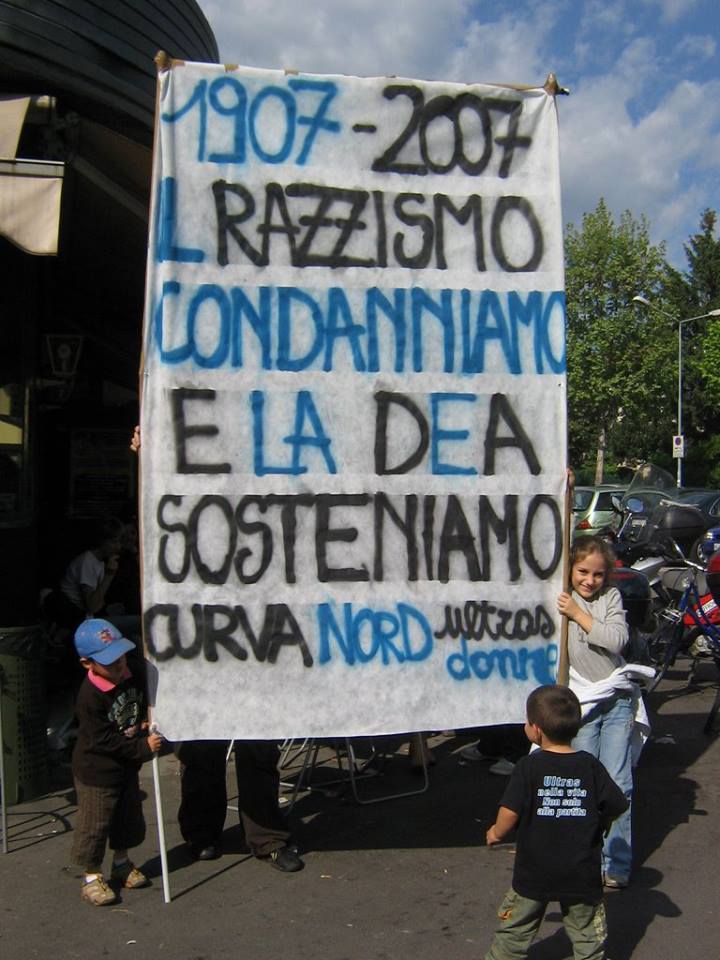 1907-2007
IL RAZZISMO
CONDANNIAMO
E LA DEA
SOSTENIAMO
CURVA NORD ultras
donne
Ultras
nella vita
Non solo
alla partita